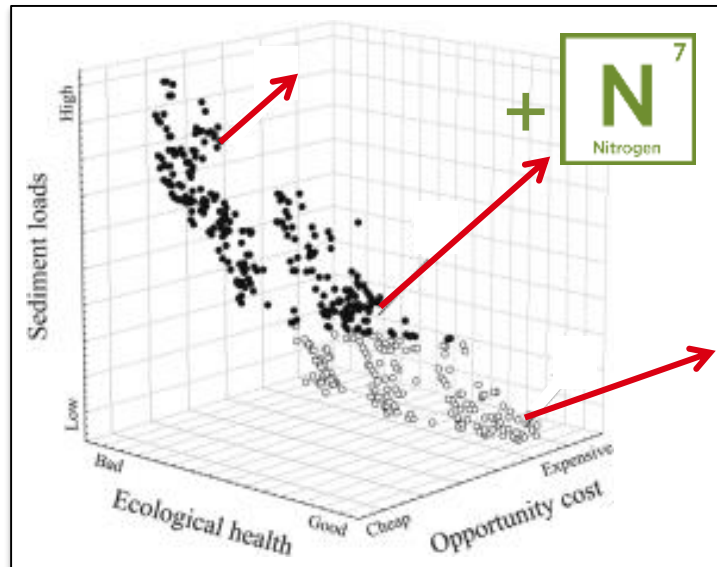 7
+ N
Nitrogen
High
Sediment loads
Low
Bad
Ecological health
Good
Cheap
Opportunity cost
Expensive